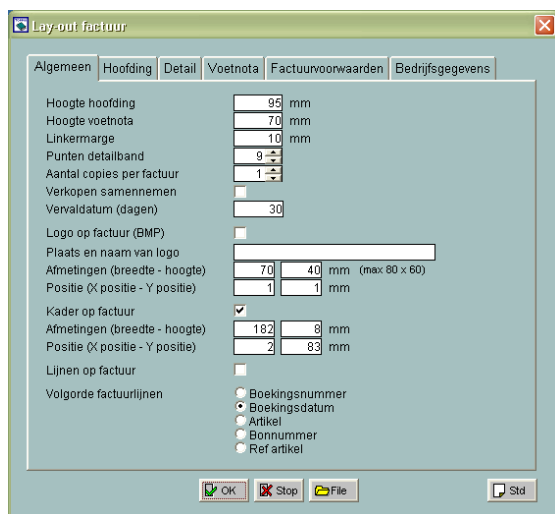 Lay-out factuur
Algemeen Hoofding Detail Voetnota Factuurvoorwaarden Bedrijfsgegevens
Hoogte hoofding 95 mm
Hoogte voetnota 70 mm
Linkermarge 10 mm
Punten detailband 9
Aantal copies per factuur 1
Verkopen samennemen
Vervaldatum (dagen) 30
Logo op factuur (BMP)
Plaats en naam van logo
Afmetingen (breedte - hoogte) 70 40 mm (max 80 x 60)
Positie (X positie - Y positie) 1 1 mm
Kader op factuur
Afmetingen (breedte - hoogte) 182 8 mm
Positie (X positie - Y positie) 2 83 mm
Lijnen op factuur
Volgorde factuurlijnen Boekingsnummer
Boekingsdatum
Artikel
Bonnummer
Ref artikel
OK Stop File Std